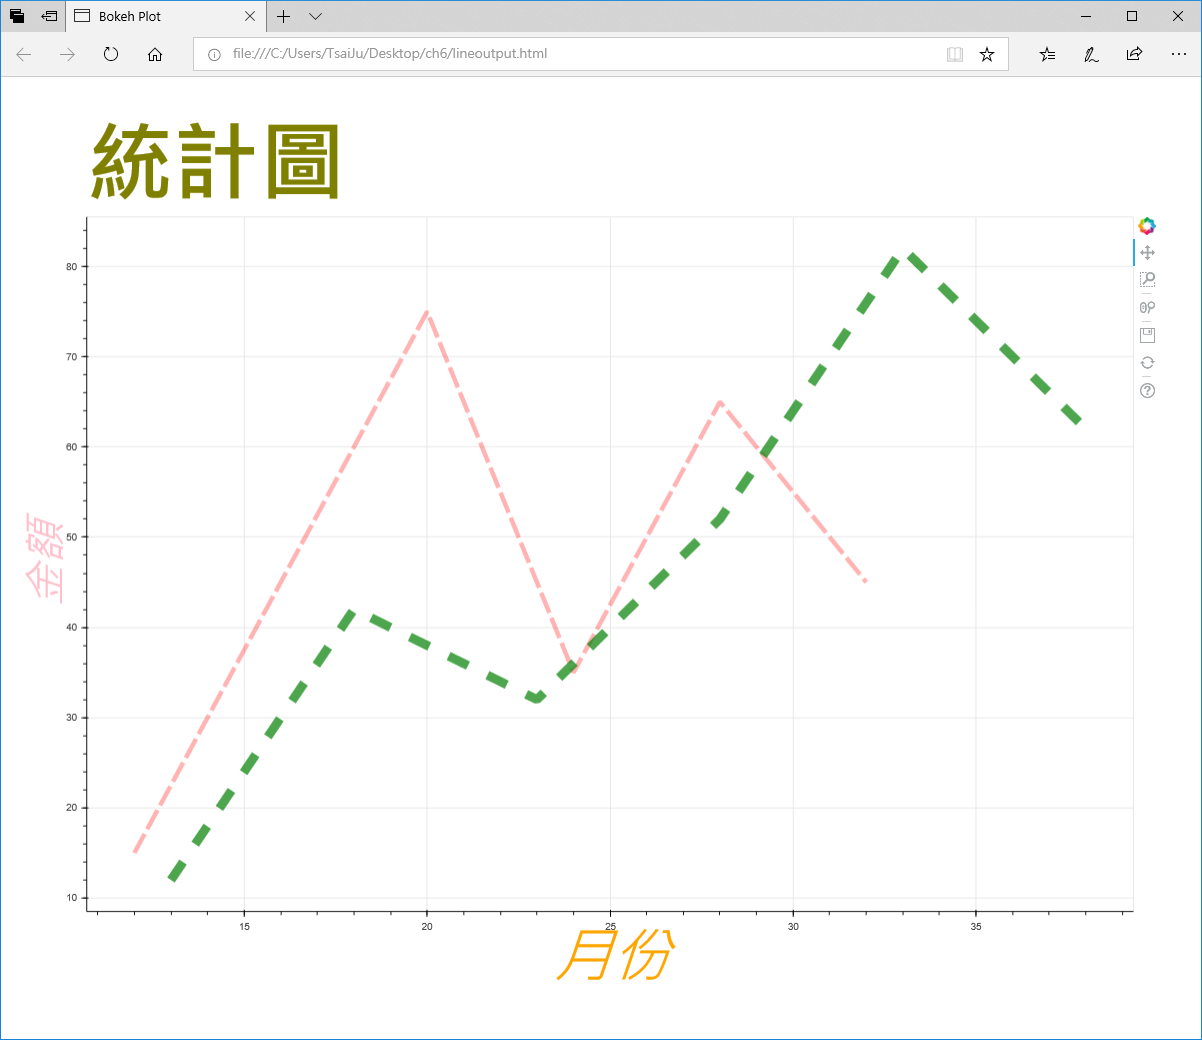 Bokeh Plot
file:///C:/Users/TsaiJu/Desktop/ch6/lineoutput.html
統計圖
80
70
60
50
40
30
20
10
金額
15 20 25 30 35
月份